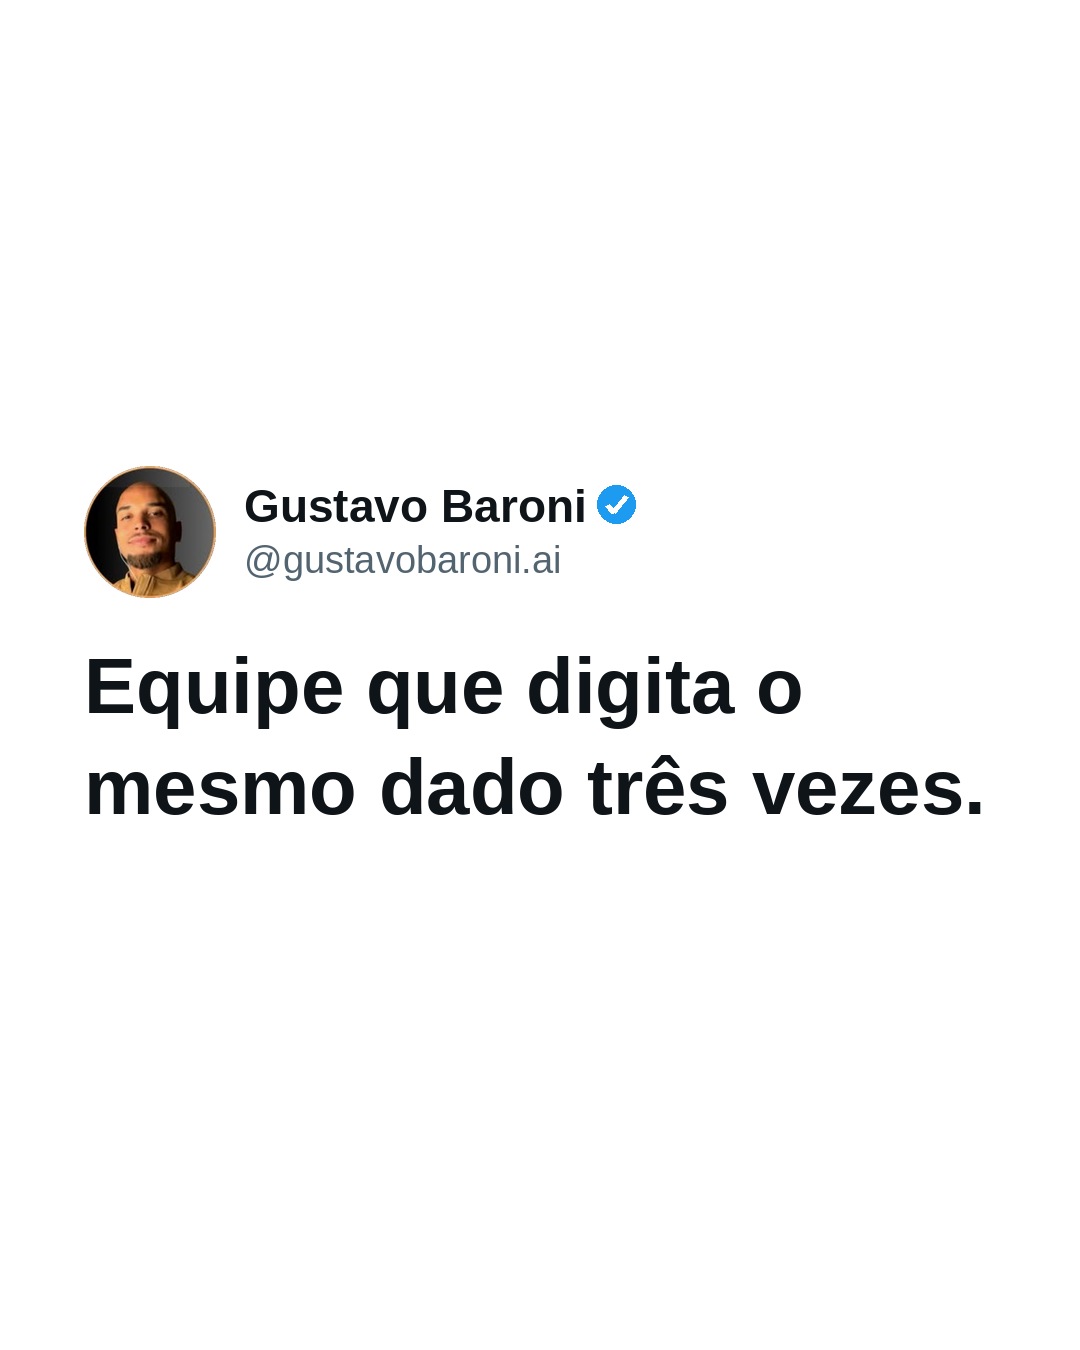 Gustavo Baroni
@gustavobaroni.ai
Equipe que digita o
mesmo dado três vezes.